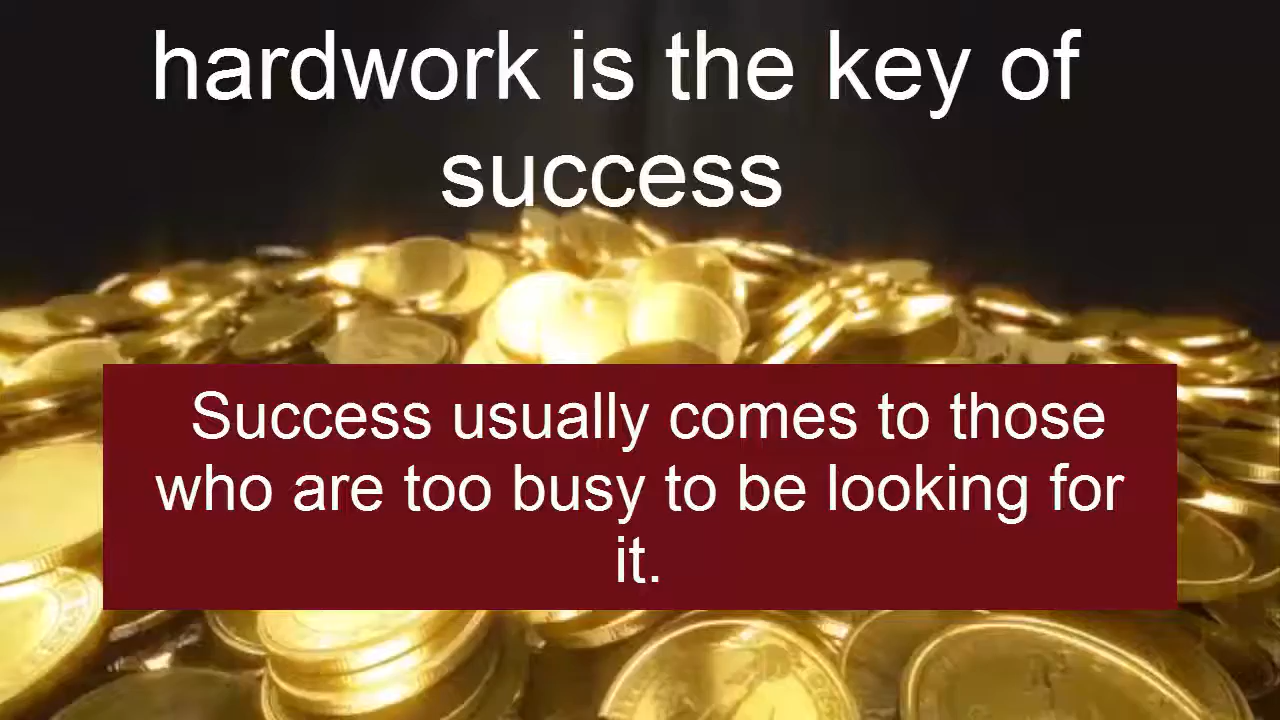 hardwork is the key of
success
Success usually comes to those
who are too busy to be looking for
it.